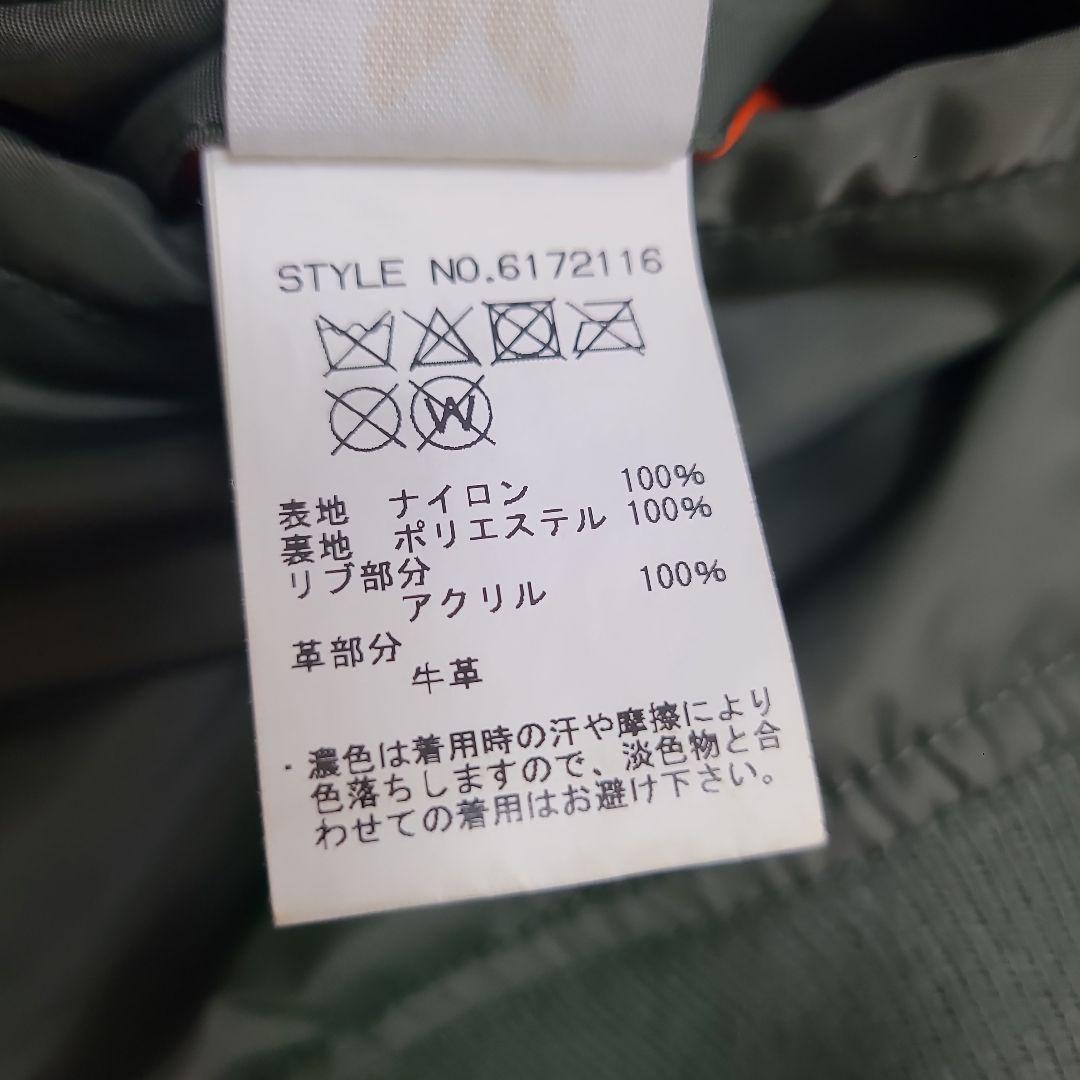 STYLE NO.6172116
W
表地 ナイロン 100%
裏地 ポリエステル 100%
リブ部分
アクリル 100%
革部分
牛革
・濃色は着用時の汗や摩擦により
色落ちしますので、淡色物と合
わせての着用はお避け下さい。